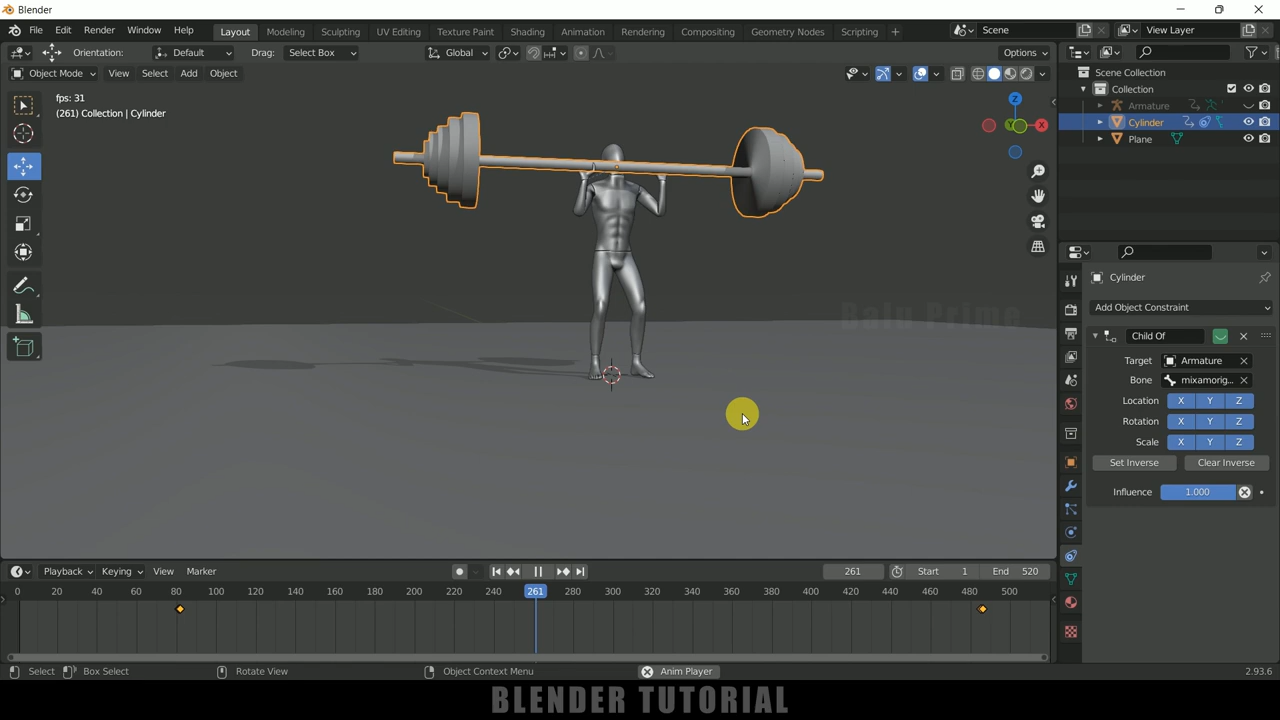 Blender
File Edit Render Window Help Layout Modeling Sculpting UV Editing Texture Paint Shading Animation Rendering Compositing Geometry Nodes Scripting + Scene View Layer
Orientation: Default Drag: Select Box Global Options
Object Mode View Select Add Object
fps: 31
(261) Collection | Cylinder
Z
Y X
Scene Collection
Collection
Armature
Cylinder
Plane
Cylinder
Add Object Constraint
Child Of
Target Armature
Bone mixamorig...
Location X Y Z
Rotation X Y Z
Scale X Y Z
Set Inverse Clear Inverse
Influence 1.000
Balu Prime
Playback Keying View Marker 261 Start 1 End 520
0 20 40 60 80 100 120 140 160 180 200 220 240 261 280 300 320 340 360 380 400 420 440 460 480 500
Select Box Select Rotate View Object Context Menu Anim Player 2.93.6
BLENDER TUTORIAL